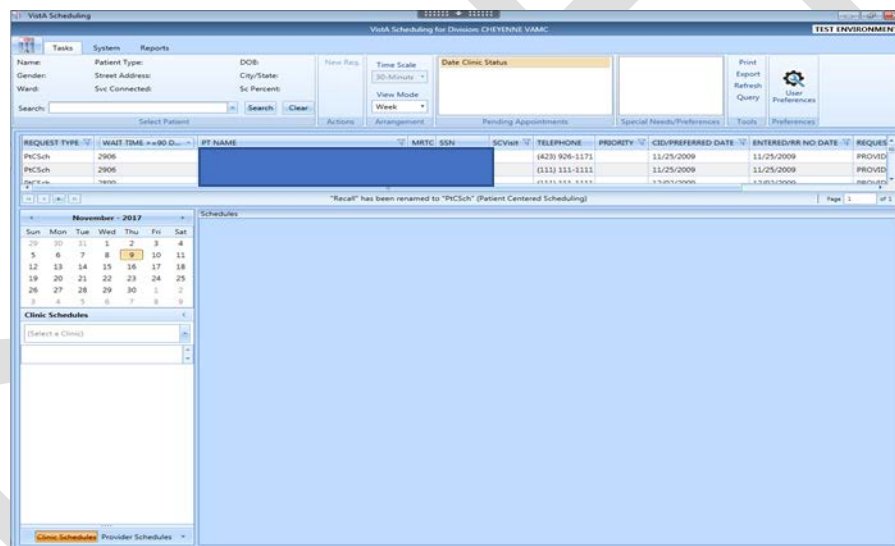 VistA Scheduling
VistA Scheduling for Division: CHEYENNE VAMC
TEST ENVIRONMENT
Tasks System Reports
Name: Patient Type: DOB:
Gender: Street Address: City/State:
Ward: Svc Connected: Sc Percent:
Search: Search Clear
Select Patient
New Req.
Actions
Time Scale
30-Minute
View Mode
Week
Arrangement
Date Clinic Status
Pending Appointments
Special Needs/Preferences
Print
Export
Refresh
Query
Tools
User
Preferences
Preferences
REQUEST TYPE WAIT TIME >=90 D... PT NAME MRTC SSN SCVisit TELEPHONE PRIORITY CID/PREFERRED DATE ENTERED/RR NO DATE REQUES
PtCSch 2906 (423) 926-1171 11/25/2009 11/25/2009 PROVID
PtCSch 2906 (111) 111-1111 11/25/2009 11/25/2009 PROVID
"Recall" has been renamed to "PtCSch" (Patient Centered Scheduling)
Page 1 of 1
November - 2017
Sun Mon Tue Wed Thu Fri Sat
29 30 31 1 2 3 4
5 6 7 8 9 10 11
12 13 14 15 16 17 18
19 20 21 22 23 24 25
26 27 28 29 30 1 2
3 4 5 6 7 8 9
Clinic Schedules
(Select a Clinic)
Schedules
Clinic Schedules Provider Schedules